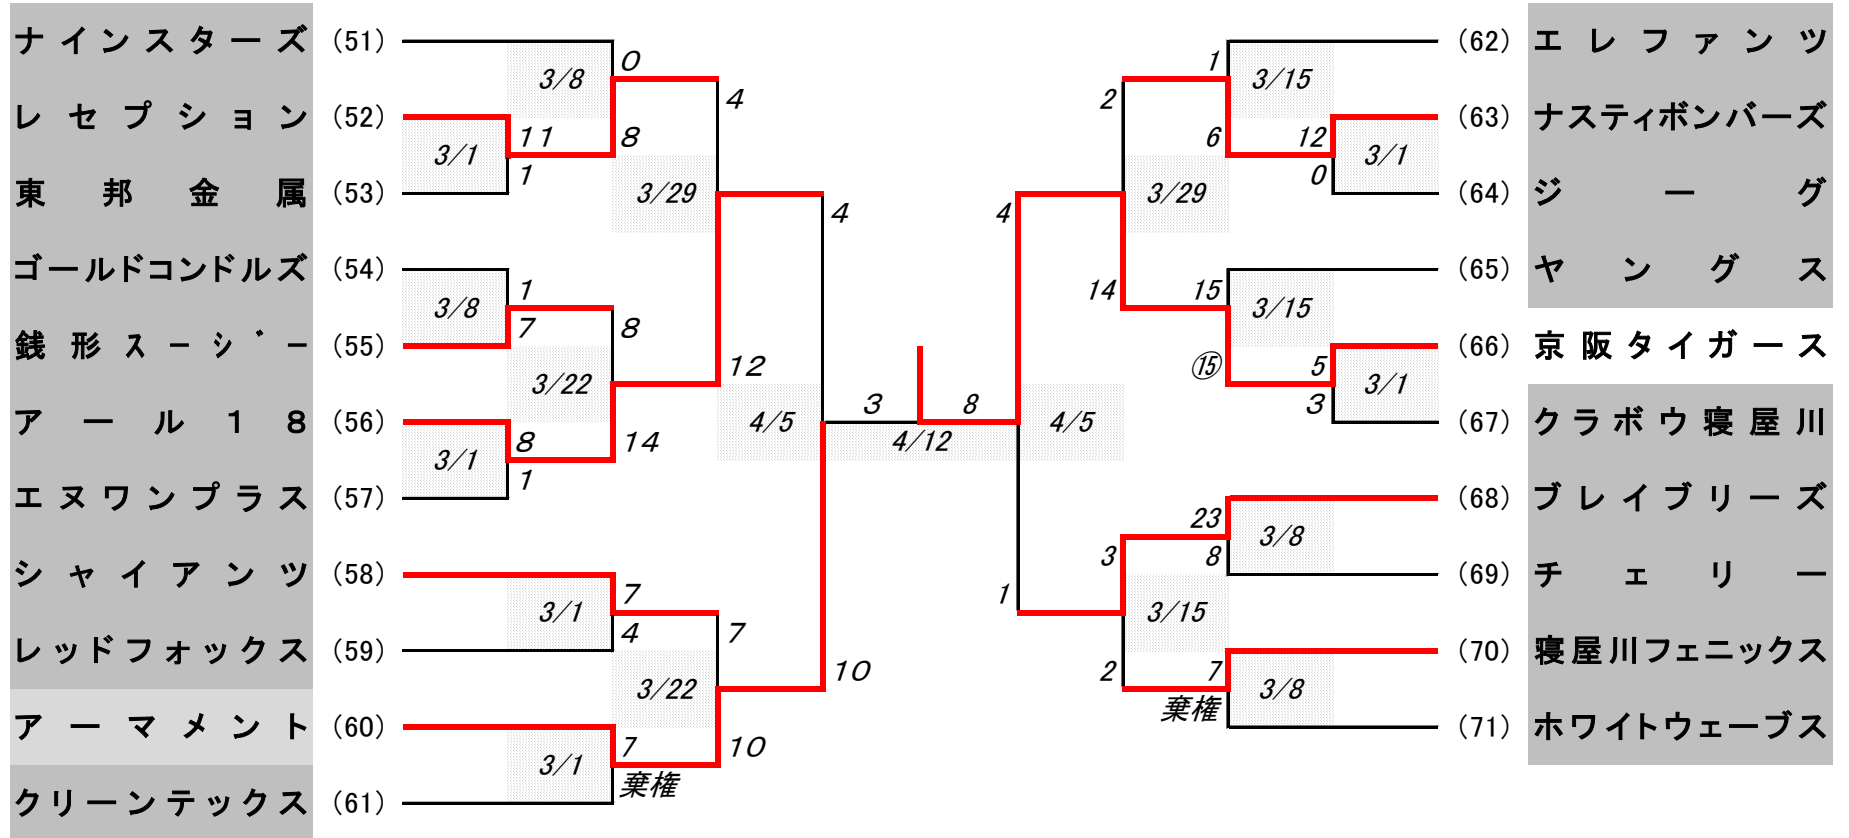 ナインスターズ (51)
レセプション (52)
東邦金属 (53)
ゴールドコンドルズ (54)
銭形スーシ゛ー (55)
アール１８ (56)
エヌワンプラス (57)
シャイアンツ (58)
レッドフォックス (59)
アーマメント (60)
クリーンテックス (61)
3/8
0
8
3/1
11
1
3/29
4
12
3/8
1
7
3/22
8
14
3/1
8
1
3/1
7
4
3/22
7
10
3/1
7
棄権
4/5
4
10
3
8
4/12
4/5
4
1
3/29
2
14
3/15
1
6
3/1
12
0
3/15
15
⑮
3/1
5
3
3/15
3
2
3/8
23
8
3/8
7
棄権
(62) エレファンツ
(63) ナスティボンバーズ
(64) ジーグ
(65) ヤングス
(66) 京阪タイガース
(67) クラボウ寝屋川
(68) ブレイブリーズ
(69) チェリー
(70) 寝屋川フェニックス
(71) ホワイトウェーブス